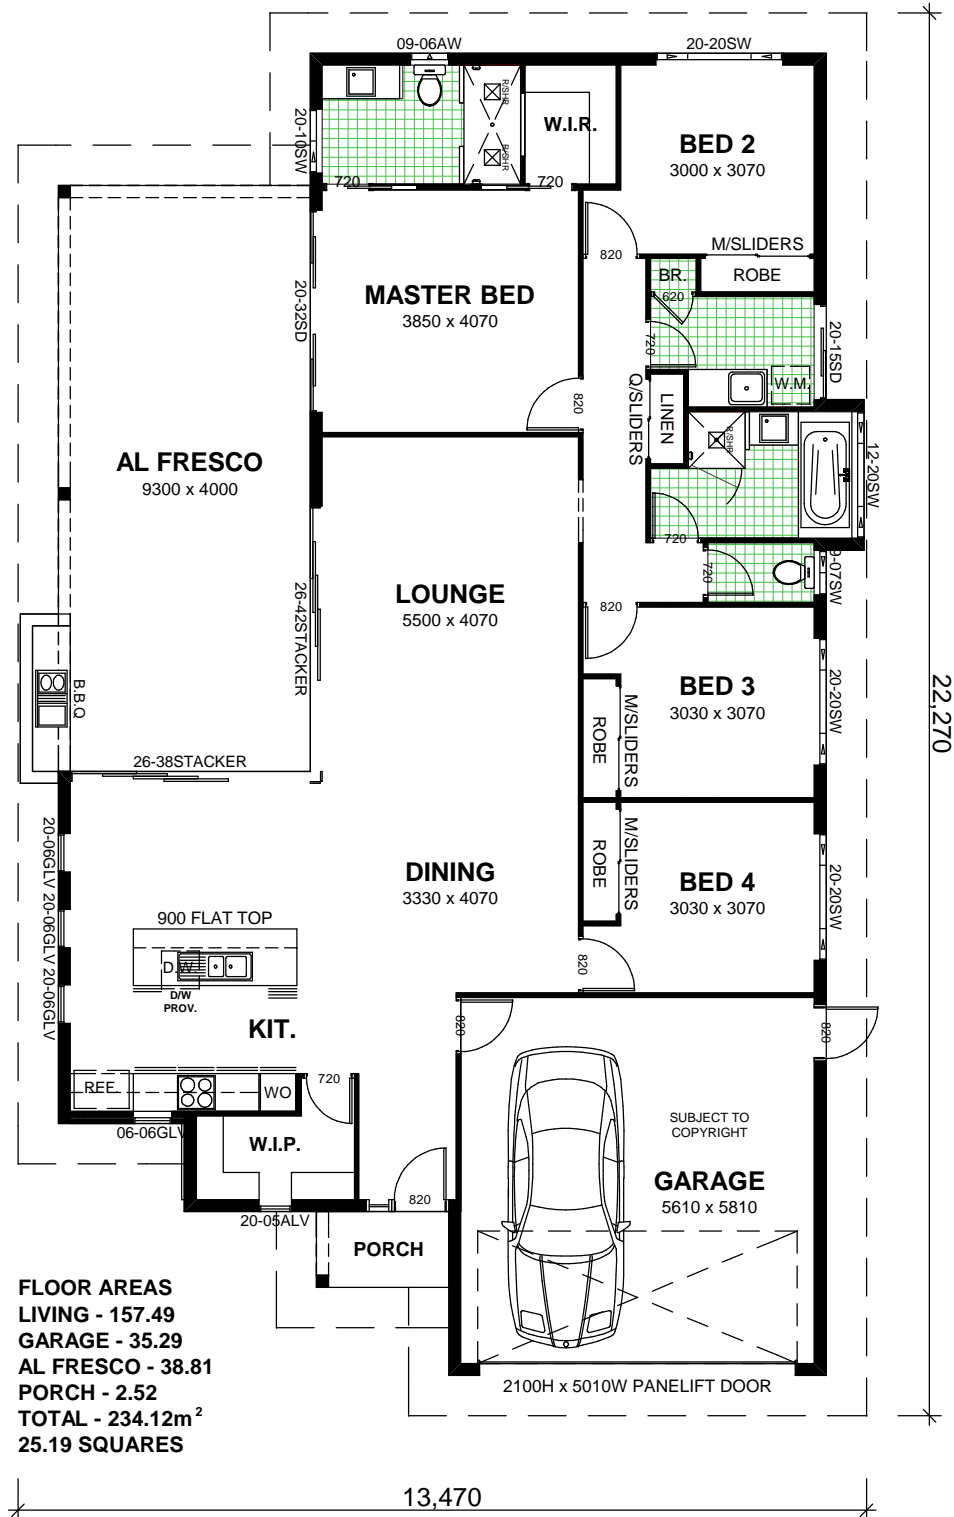 09-06AW
20-20SW
20-10SW
R/SHR
R/SHR
W.I.R.
BED 2
3000 x 3070
720
720
820
M/SLIDERS
ROBE
BR.
620
MASTER BED
3850 x 4070
20-32SD
720
20-15SD
W.M.
Q/SLIDERS
LINEN
820
R/SHR
12-20SW
AL FRESCO
9300 x 4000
720
720
9-07SW
LOUNGE
5500 x 4070
26-42STACKER
820
BED 3
3030 x 3070
ROBE
M/SLIDERS
20-20SW
22,270
B.B.Q
26-38STACKER
20-06GLV 20-06GLV 20-06GLV
DINING
3330 x 4070
ROBE
M/SLIDERS
BED 4
3030 x 3070
20-20SW
900 FLAT TOP
D.W.
D/W
PROV.
820
KIT.
820
820
REF.
WO
720
06-06GLV
W.I.P.
SUBJECT TO
COPYRIGHT
GARAGE
5610 x 5810
820
20-05ALV
PORCH
FLOOR AREAS
LIVING - 157.49
GARAGE - 35.29
AL FRESCO - 38.81
PORCH - 2.52
TOTAL - 234.12m²
25.19 SQUARES
2100H x 5010W PANELIFT DOOR
13,470